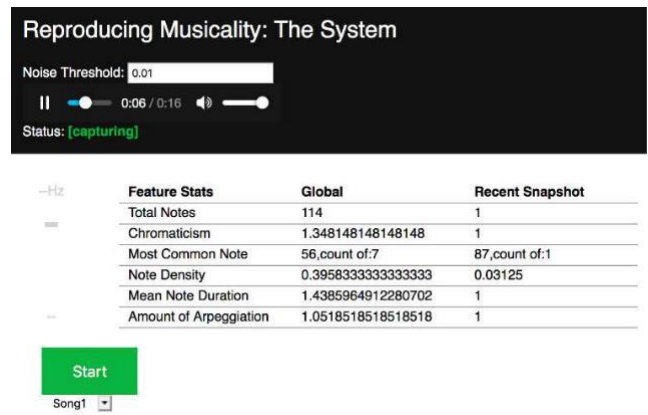 Reproducing Musicality: The System
Noise Threshold: 0.01
0:06 / 0:16
Status: [capturing]
--Hz
Feature Stats Global Recent Snapshot
Total Notes 114 1
Chromaticism 1.348148148148148 1
Most Common Note 56,count of:7 87,count of:1
Note Density 0.3958333333333333 0.03125
Mean Note Duration 1.4385964912280702 1
Amount of Arpeggiation 1.0518518518518518 1
--
Start
Song1